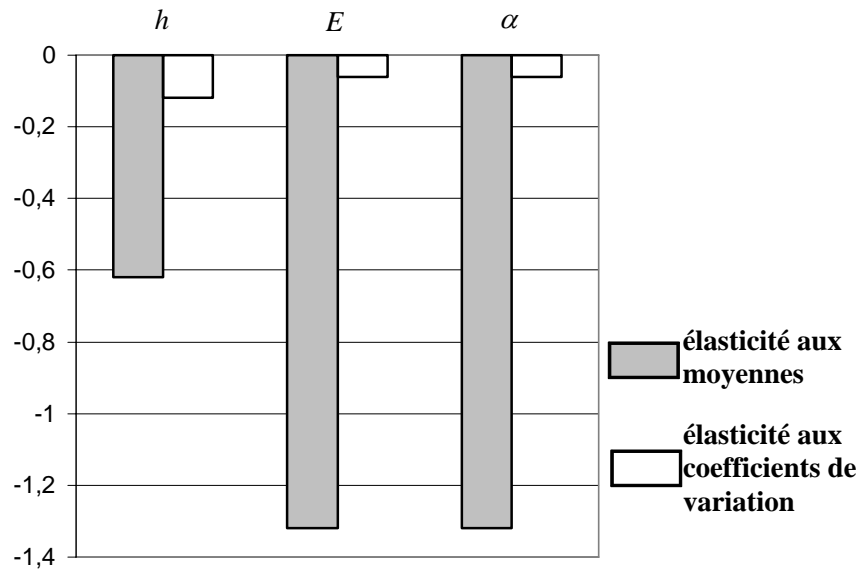 h E α
0
-0,2
-0,4
-0,6
-0,8
-1
-1,2
-1,4
élasticité aux
moyennes
élasticité aux
coefficients de
variation